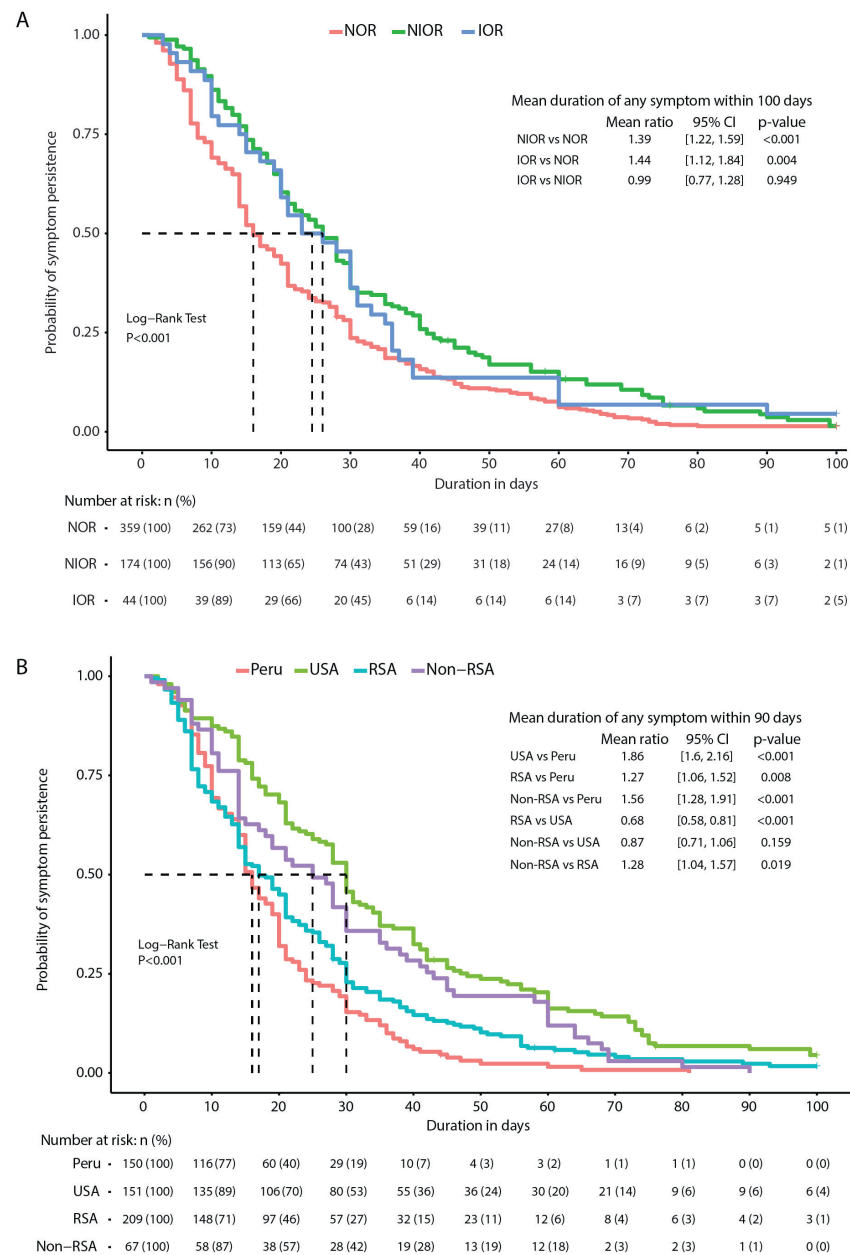 A
NOR NIOR IOR
1.00
0.75
0.50
0.25
0.00
Probability of symptom persistence
Mean duration of any symptom within 100 days
Mean ratio 95% CI p-value
NIOR vs NOR 1.39 [1.22, 1.59] <0.001
IOR vs NOR 1.44 [1.12, 1.84] 0.004
IOR vs NIOR 0.99 [0.77, 1.28] 0.949
Log−Rank Test
P<0.001
0 10 20 30 40 50 60 70 80 90 100
Duration in days
Number at risk: n (%)
NOR 359 (100) 262 (73) 159 (44) 100 (28) 59 (16) 39 (11) 27(8) 13(4) 6 (2) 5 (1) 5 (1)
NIOR 174 (100) 156 (90) 113 (65) 74 (43) 51 (29) 31 (18) 24 (14) 16 (9) 9 (5) 6 (3) 2 (1)
IOR 44 (100) 39 (89) 29 (66) 20 (45) 6 (14) 6 (14) 6 (14) 3 (7) 3 (7) 3 (7) 2 (5)
B
Peru USA RSA Non−RSA
1.00
0.75
0.50
0.25
0.00
Probability of symptom persistence
Mean duration of any symptom within 90 days
Mean ratio 95% CI p-value
USA vs Peru 1.86 [1.6, 2.16] <0.001
RSA vs Peru 1.27 [1.06, 1.52] 0.008
Non-RSA vs Peru 1.56 [1.28, 1.91] <0.001
RSA vs USA 0.68 [0.58, 0.81] <0.001
Non-RSA vs USA 0.87 [0.71, 1.06] 0.159
Non-RSA vs RSA 1.28 [1.04, 1.57] 0.019
Log−Rank Test
P<0.001
0 10 20 30 40 50 60 70 80 90 100
Duration in days
Number at risk: n (%)
Peru 150 (100) 116 (77) 60 (40) 29 (19) 10 (7) 4 (3) 3 (2) 1 (1) 1 (1) 0 (0) 0 (0)
USA 151 (100) 135 (89) 106 (70) 80 (53) 55 (36) 36 (24) 30 (20) 21 (14) 9 (6) 9 (6) 6 (4)
RSA 209 (100) 148 (71) 97 (46) 57 (27) 32 (15) 23 (11) 12 (6) 8 (4) 6 (3) 4 (2) 3 (1)
Non−RSA 67 (100) 58 (87) 38 (57) 28 (42) 19 (28) 13 (19) 12 (18) 2 (3) 2 (3) 1 (1) 0 (0)